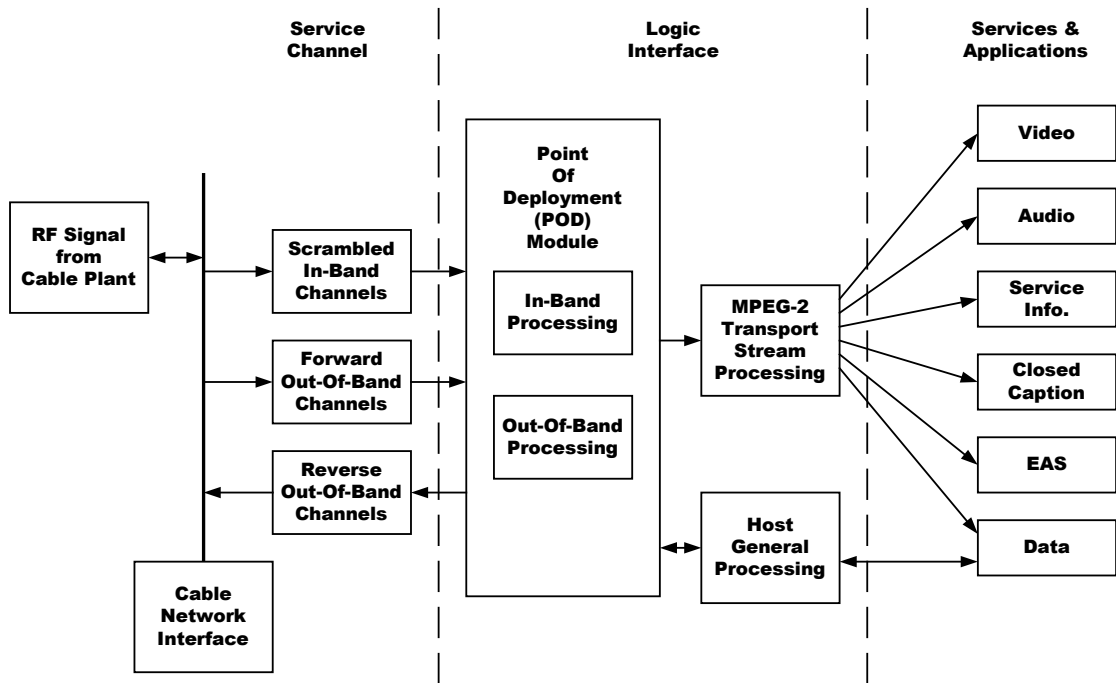 Service
Channel
Logic
Interface
Services &
Applications
RF Signal
from
Cable Plant
Scrambled
In-Band
Channels
Forward
Out-Of-Band
Channels
Reverse
Out-Of-Band
Channels
Cable
Network
Interface
Point
Of
Deployment
(POD)
Module
In-Band
Processing
Out-Of-Band
Processing
MPEG-2
Transport
Stream
Processing
Host
General
Processing
Video
Audio
Service
Info.
Closed
Caption
EAS
Data